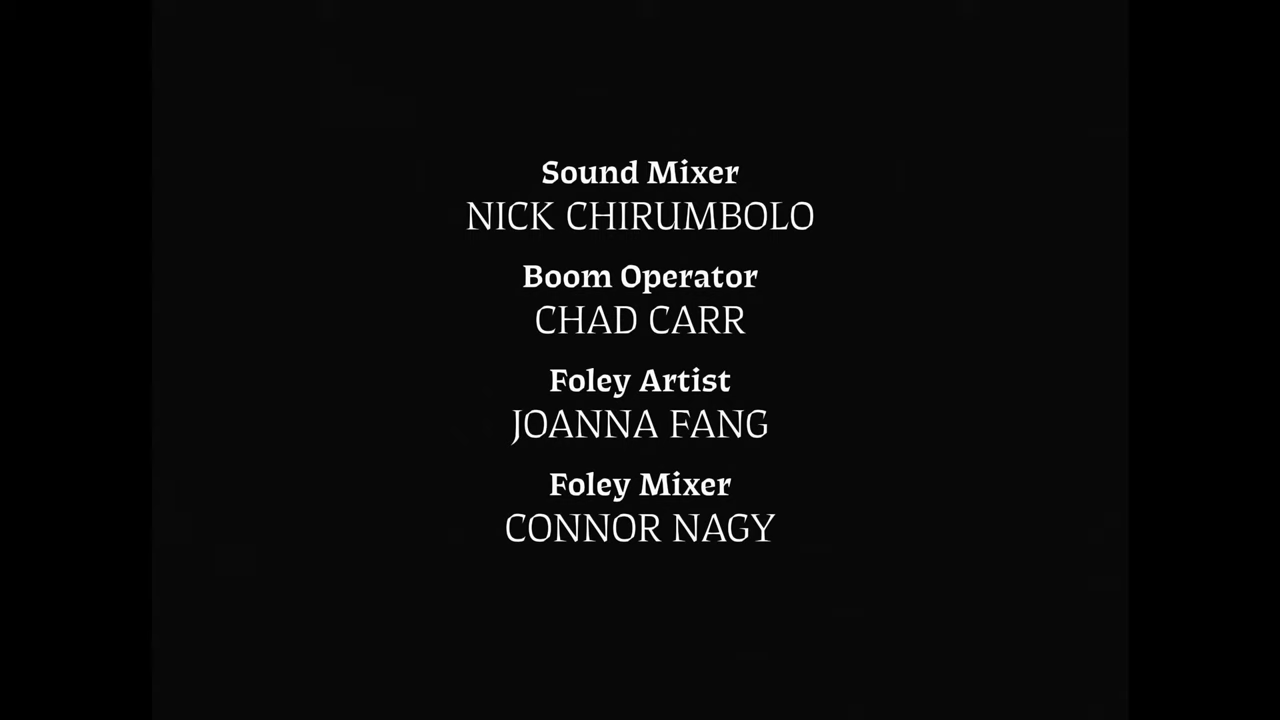 Sound Mixer
NICK CHIRUMBOLO
Boom Operator
CHAD CARR
Foley Artist
JOANNA FANG
Foley Mixer
CONNOR NAGY